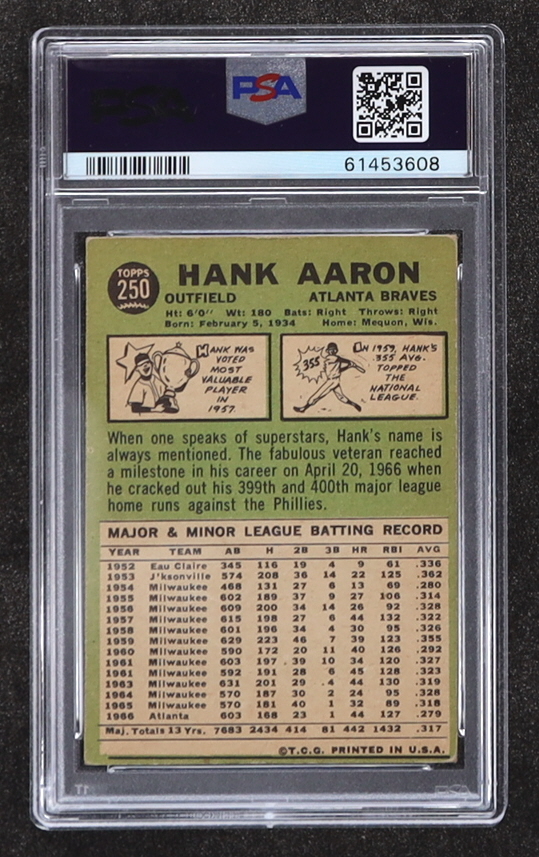 PSA
PSA
61453608
TOPPS
250
HANK AARON
OUTFIELD ATLANTA BRAVES
Ht: 6'0" Wt: 180 Bats: Right Throws: Right
Born: February 5, 1934 Home: Mequon, Wis.
HANK WAS
VOTED
MOST
VALUABLE
PLAYER
IN
1957.
355
IN 1959, HANK'S
.355 AVG.
TOPPED
THE
NATIONAL
LEAGUE.
When one speaks of superstars, Hank's name is
always mentioned. The fabulous veteran reached
a milestone in his career on April 20, 1966 when
he cracked out his 399th and 400th major league
home runs against the Phillies.
MAJOR & MINOR LEAGUE BATTING RECORD
YEAR TEAM AB H 2B 3B HR RBI AVG
1952 Eau Claire 345 116 19 4 9 61 .336
1953 J'ksonville 574 208 36 14 22 125 .362
1954 Milwaukee 468 131 27 6 13 69 .280
1955 Milwaukee 602 189 37 9 27 106 .314
1956 Milwaukee 609 200 34 14 26 92 .328
1957 Milwaukee 615 198 27 6 44 132 .322
1958 Milwaukee 601 196 34 4 30 95 .326
1959 Milwaukee 629 223 46 7 39 123 .355
1960 Milwaukee 590 172 20 11 40 126 .292
1961 Milwaukee 603 197 39 10 34 120 .327
1961 Milwaukee 592 191 28 6 45 128 .323
1963 Milwaukee 631 201 29 4 44 130 .319
1964 Milwaukee 570 187 30 2 24 95 .328
1965 Milwaukee 570 181 40 1 32 89 .318
1966 Atlanta 603 168 23 1 44 127 .279
Maj. Totals 13 Yrs. 7683 2434 414 81 442 1432 .317
©T.C.G. PRINTED IN U.S.A.
PSA